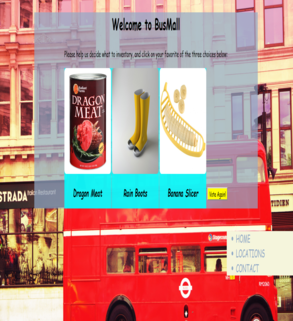 Welcome to BusMall
Please help us decide what to inventory, and click on your favorite of the three choices below:
DRAGON
MEAT
Dragon Meat
Rain Boots
Banana Slicer
Vote Again!
STRADA
HOME
LOCATIONS
CONTACT